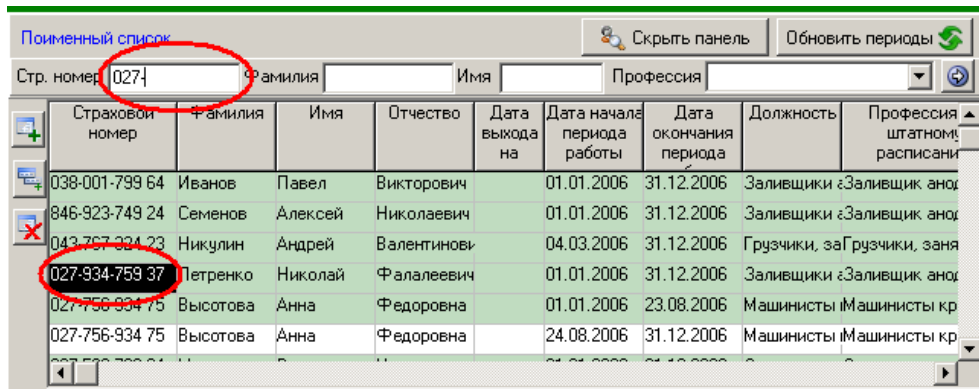 Поименный список
Скрыть панель
Обновить периоды
Стр. номер 027- Фамилия Имя Профессия
Страховой номер Фамилия Имя Отчество Дата выхода на Дата начала периода работы Дата окончания периода Должность Профессия штатному расписани
038-001-799 64 Иванов Павел Викторович 01.01.2006 31.12.2006 Заливщики Заливщик анод
846-923-749 24 Семенов Алексей Николаевич 01.01.2006 31.12.2006 Заливщики Заливщик анод
23 Никулин Андрей Валентинови 04.03.2006 31.12.2006 Грузчики, за Грузчики, заня
027-934-759 37 Петренко Николай Фалалеевич 01.01.2006 31.12.2006 Заливщики Заливщик анод
027-756-934 75 Высотова Анна Федоровна 01.01.2006 23.08.2006 Машинисты Машинисты кр
027-756-934 75 Высотова Анна Федоровна 24.08.2006 31.12.2006 Машинисты Машинисты кр